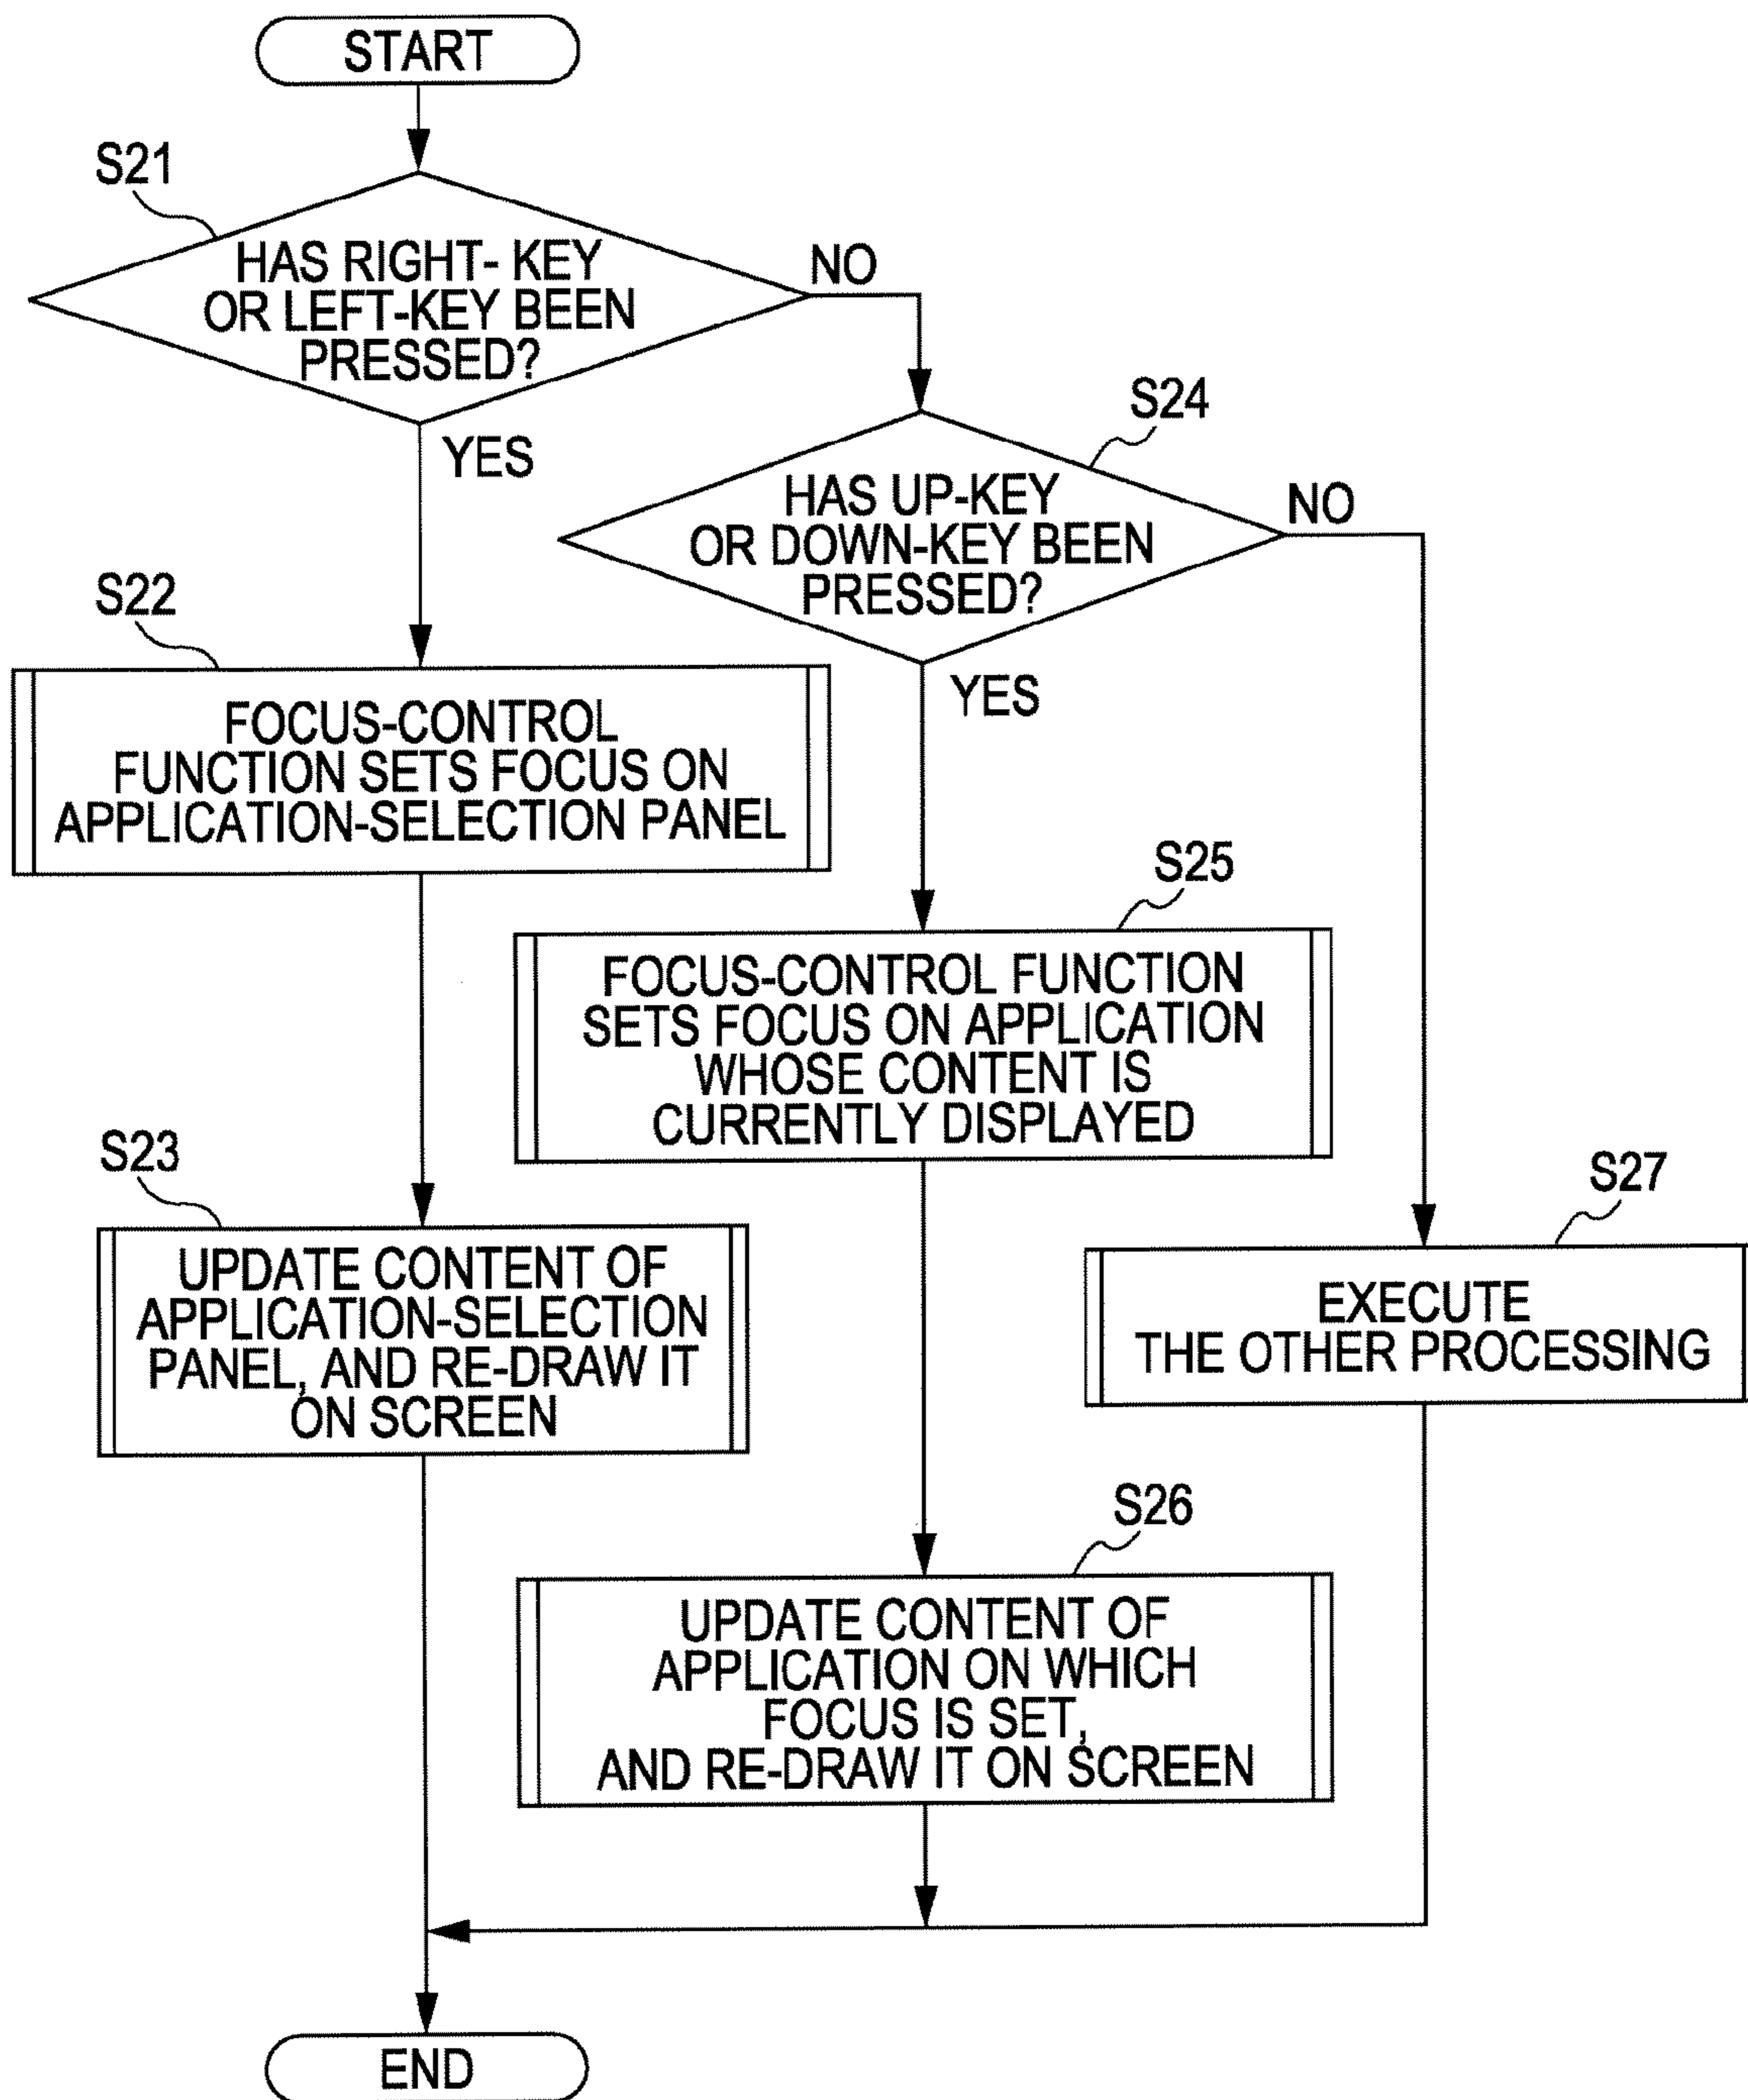 START
S21
HAS RIGHT- KEY
OR LEFT-KEY BEEN
PRESSED?
NO
YES
S24
HAS UP-KEY
OR DOWN-KEY BEEN
PRESSED?
NO
YES
S22
FOCUS-CONTROL
FUNCTION SETS FOCUS ON
APPLICATION-SELECTION PANEL
S25
FOCUS-CONTROL FUNCTION
SETS FOCUS ON APPLICATION
WHOSE CONTENT IS
CURRENTLY DISPLAYED
S23
UPDATE CONTENT OF
APPLICATION-SELECTION
PANEL, AND RE-DRAW IT
ON SCREEN
S27
EXECUTE
THE OTHER PROCESSING
S26
UPDATE CONTENT OF
APPLICATION ON WHICH
FOCUS IS SET,
AND RE-DRAW IT ON SCREEN
END